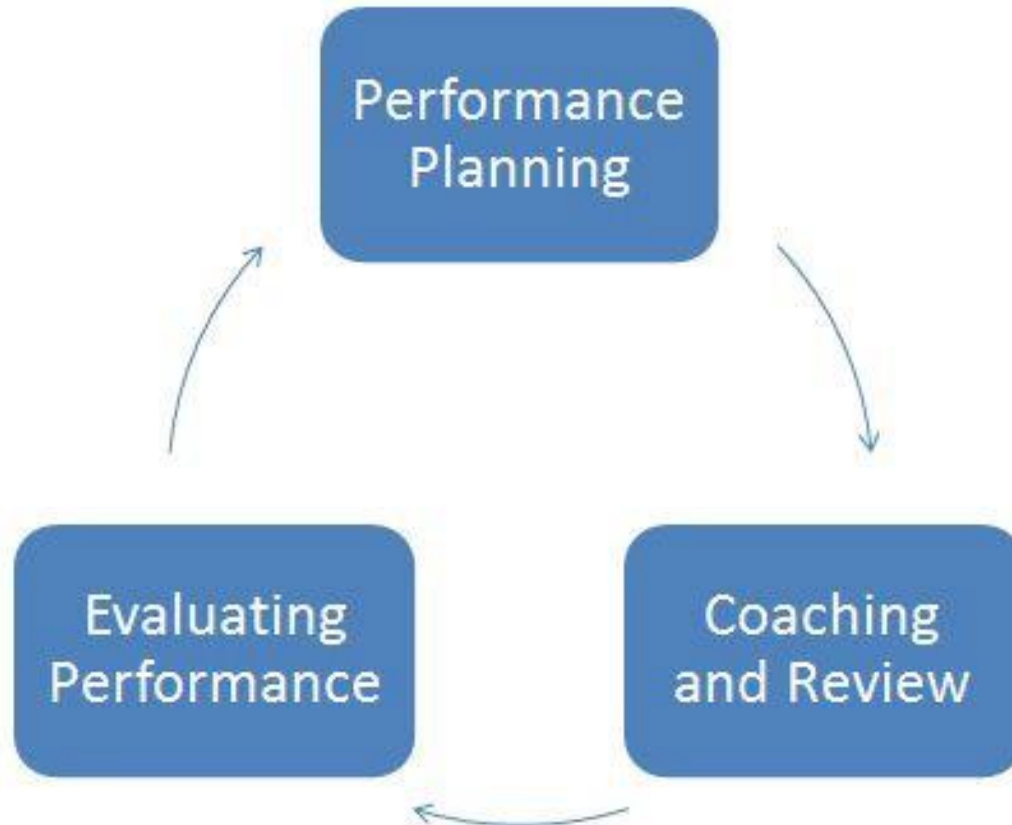 Performance
Planning
Coaching
and Review
Evaluating
Performance